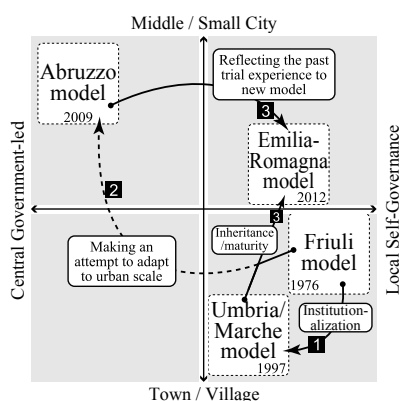 Middle / Small City
Abruzzo
model
2009
Reflecting the past
trial experience to
new model
3
Emilia-
Romagna
model
2012
2
Central Government-led
Local Self-Governance
3
Inheritance
/maturity
Making an
attempt to adapt
to urban scale
Friuli
model
1976
Umbria/
Marche
model
1997
Institution-
alization
1
Town / Village